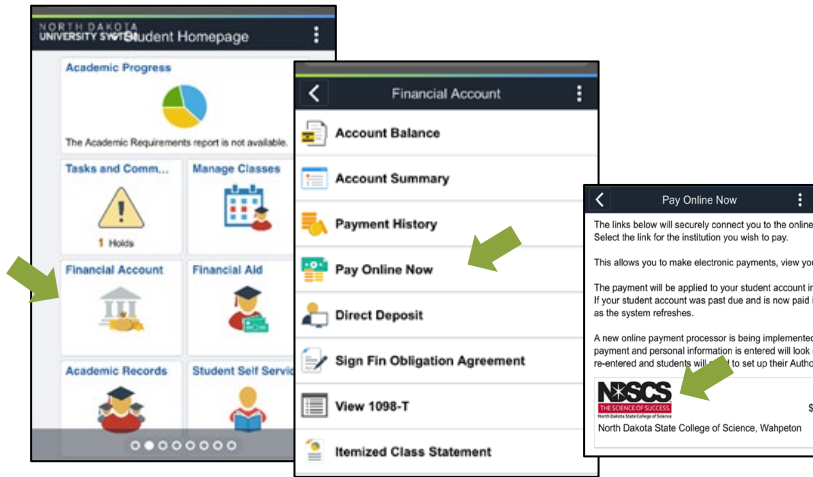 NORTH DAKOTA
UNIVERSITY SYSTEM
Student Homepage
Academic Progress
The Academic Requirements report is not available.
Tasks and Comm...
Manage Classes
1 Holds
Financial Account
Financial Aid
Academic Records
Student Self Servic
Financial Account
Account Balance
Account Summary
Payment History
Pay Online Now
Direct Deposit
Sign Fin Obligation Agreement
View 1098-T
Itemized Class Statement
Pay Online Now
The links below will securely connect you to the online
Select the link for the institution you wish to pay.
This allows you to make electronic payments, view you
The payment will be applied to your student account in
If your student account was past due and is now paid i
as the system refreshes.
A new online payment processor is being implemented
payment and personal information is entered will look
re-entered and students will to set up their Autho
NDSCS
THE SCIENCE OF SUCCESS.
North Dakota State College of Science
$
North Dakota State College of Science, Wahpeton